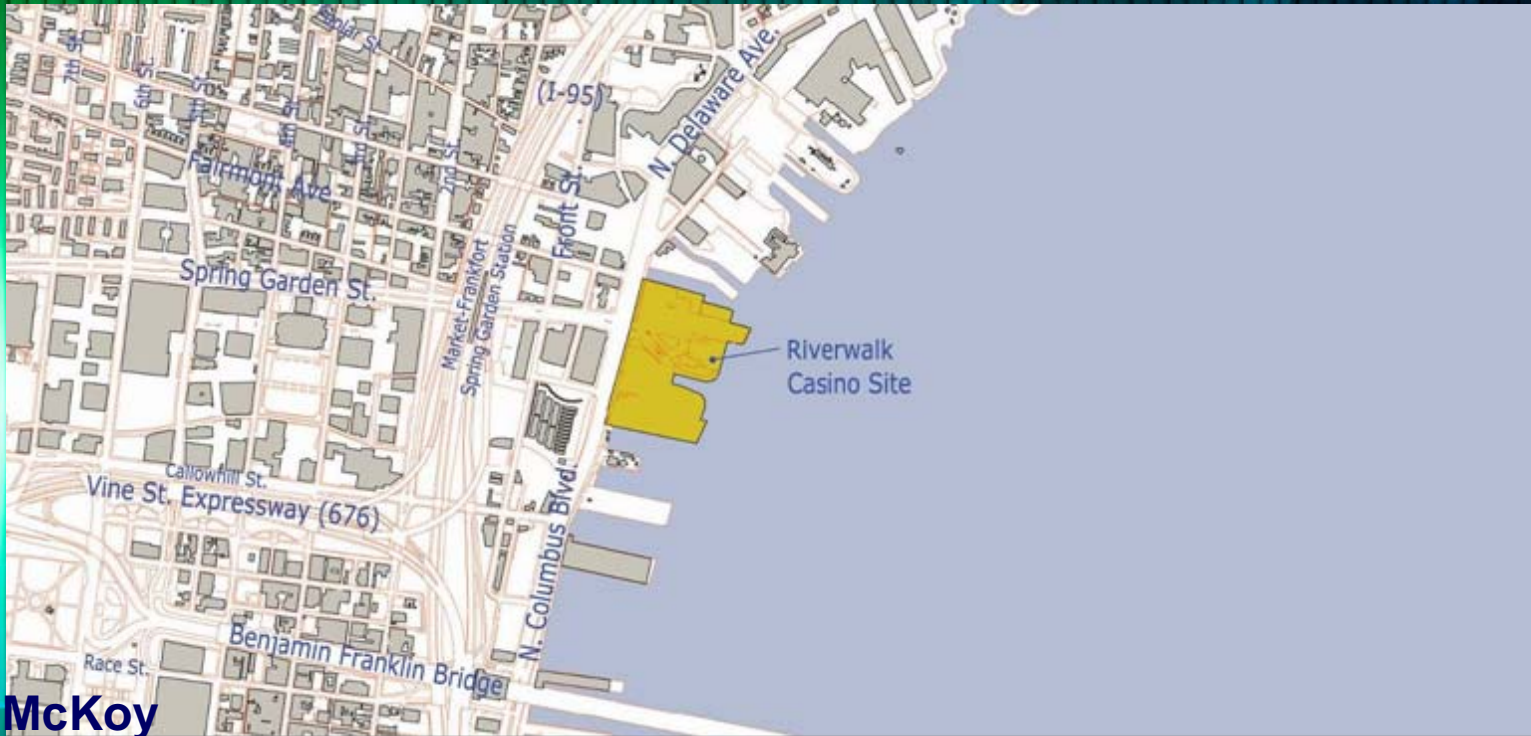 Poplar St.
7th St.
6th St.
5th St.
4th St.
3rd St.
2nd St.
(I-95)
N. Delaware Ave.
Fairmont Ave.
Front St.
Spring Garden St.
Market-Frankfort
Spring Garden Station
Riverwalk
Casino Site
Callowhill St.
Vine St. Expressway (676)
N. Columbus Blvd.
Benjamin Franklin Bridge
Race St.
McKoy